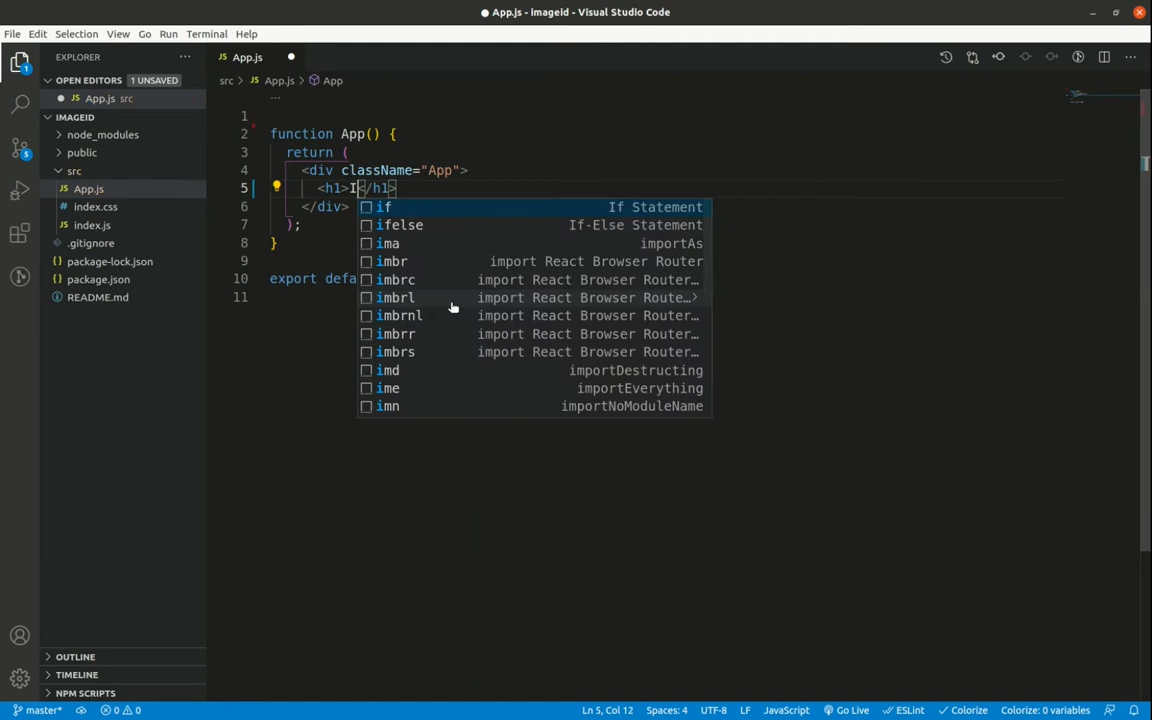 ● App.js - imageid - Visual Studio Code
File Edit Selection View Go Run Terminal Help
EXPLORER ···
OPEN EDITORS 1 UNSAVED
● JS App.js src
IMAGEID
node_modules
public
src
JS App.js
# index.css
JS index.js
.gitignore
package-lock.json
package.json
README.md
OUTLINE
TIMELINE
NPM SCRIPTS
1
5
JS App.js ●
src > JS App.js > App
···
1
2 function App() {
3 return (
4 <div className="App">
5 <h1>I</h1>
6 </div>
7 );
8 }
9
10 export defa
11
if If Statement
ifelse If-Else Statement
ima importAs
imbr import React Browser Router
imbrc import React Browser Router…
imbrl import React Browser Route… >
imbrnl import React Browser Router…
imbrr import React Browser Router…
imbrs import React Browser Router…
imd importDestructing
ime importEverything
imn importNoModuleName
master* 0 0 Ln 5, Col 12 Spaces: 4 UTF-8 LF JavaScript Go Live ESLint Colorize Colorize: 0 variables